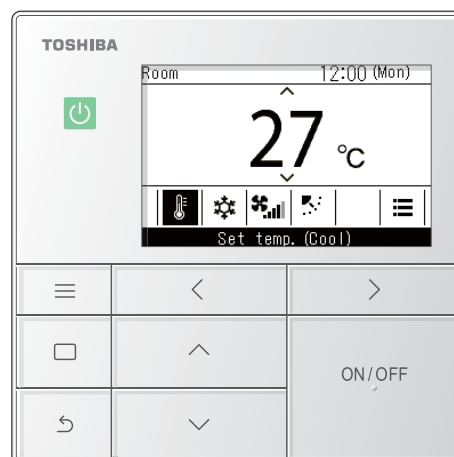 TOSHIBA
Room 12:00 (Mon)
27 °C
Set temp. (Cool)
ON/OFF